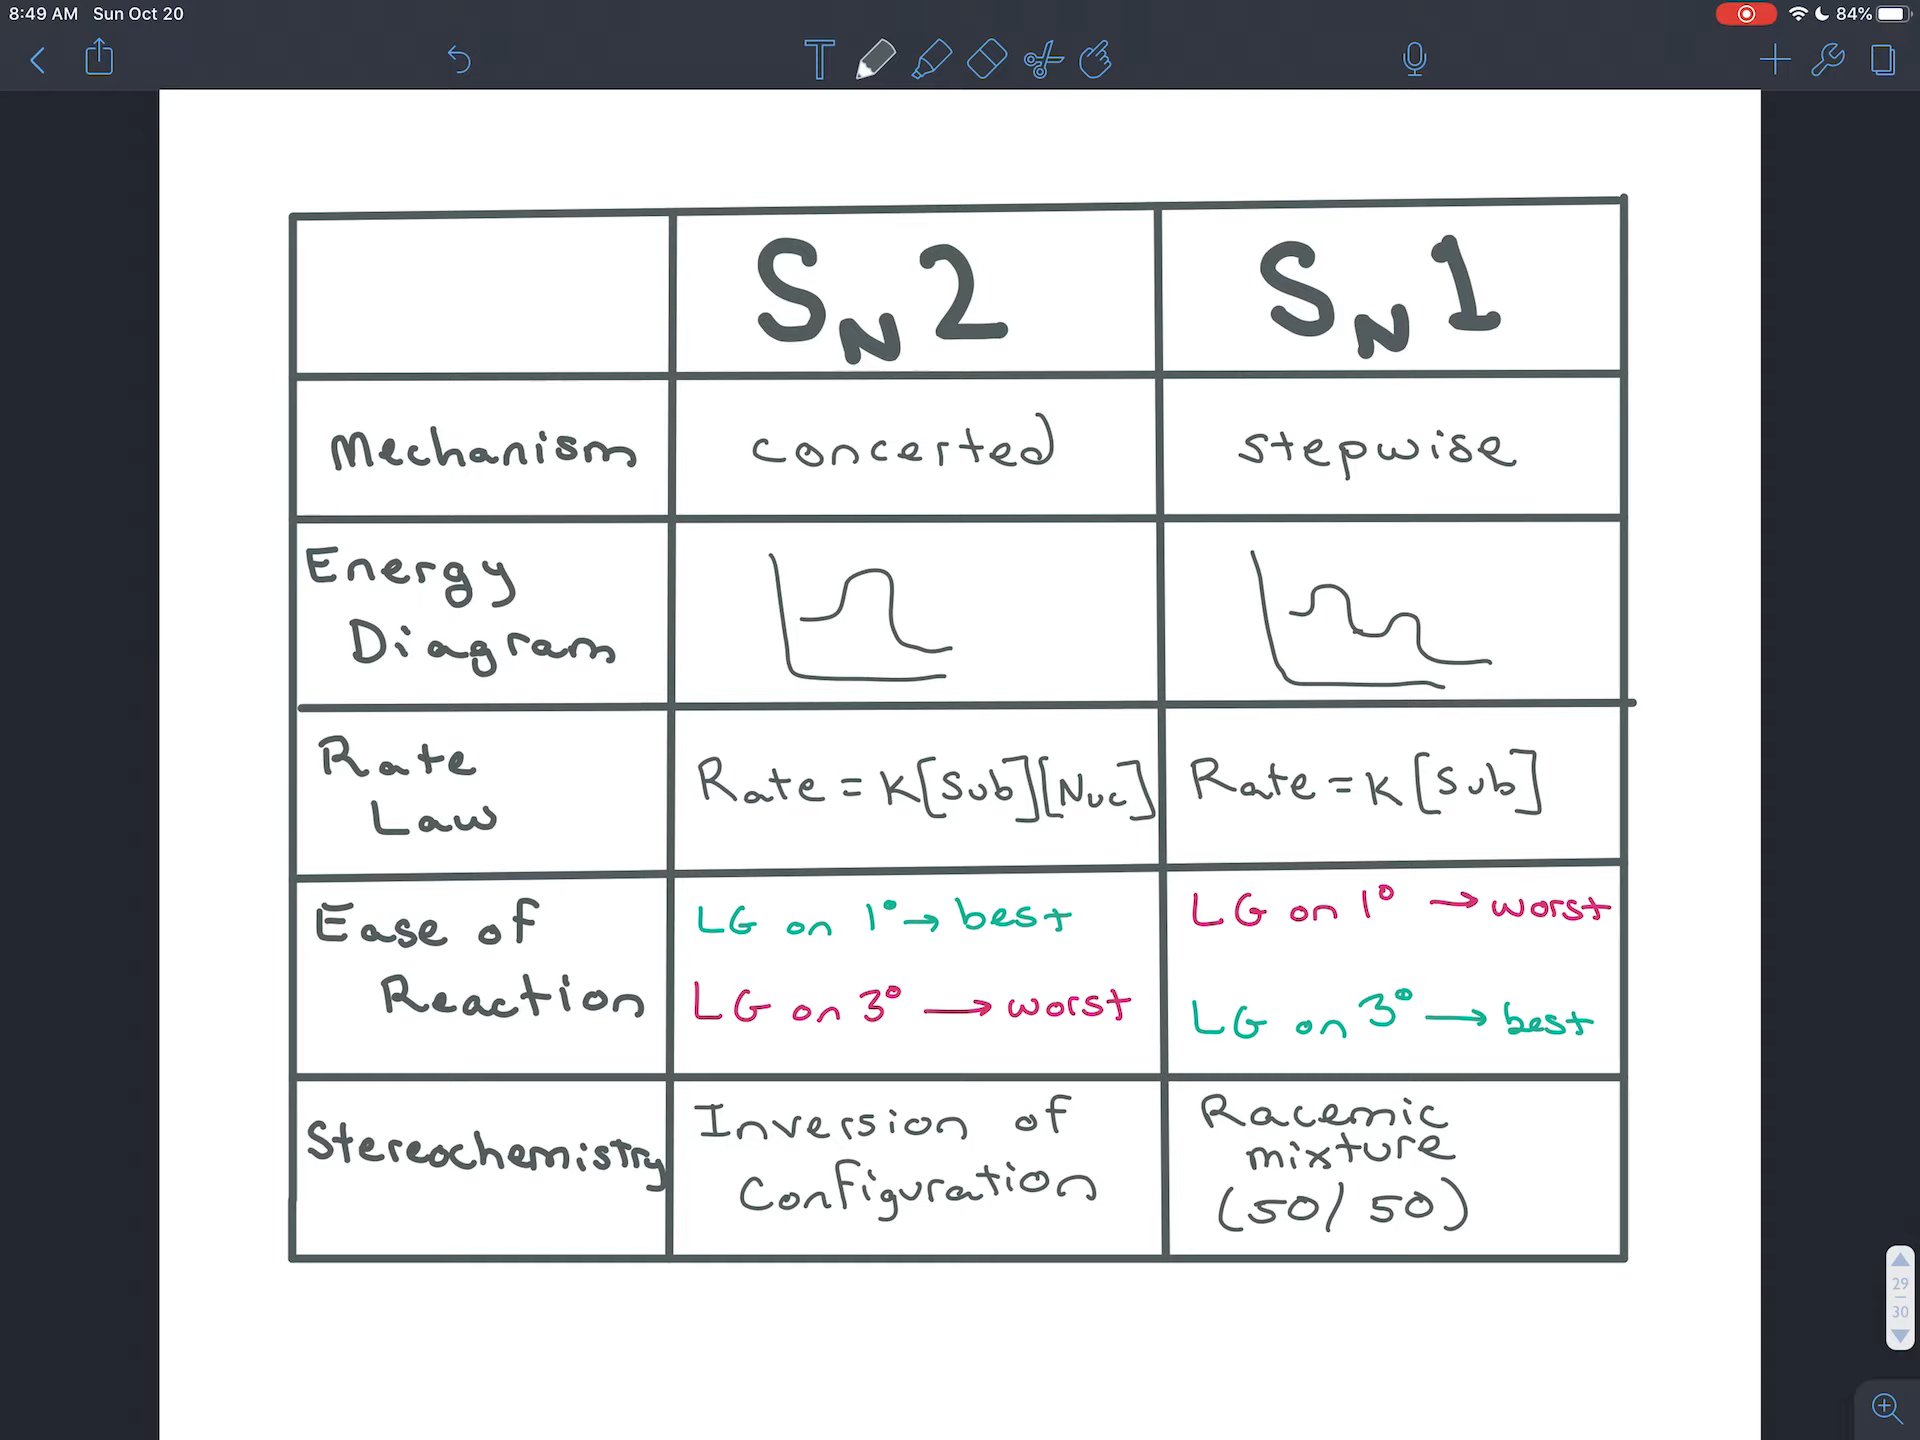 8:49 AM Sun Oct 20
84%
T
SN2
SN1
Mechanism
concerted
stepwise
Energy
Diagram
Rate
Law
Rate = K[Sub][Nuc]
Rate = K[Sub]
Ease of
Reaction
LG on 1° → best
LG on 3° → worst
LG on 1° → worst
LG on 3° → best
Stereochemistry
Inversion of
Configuration
Racemic
mixture
(50/50)
29
30